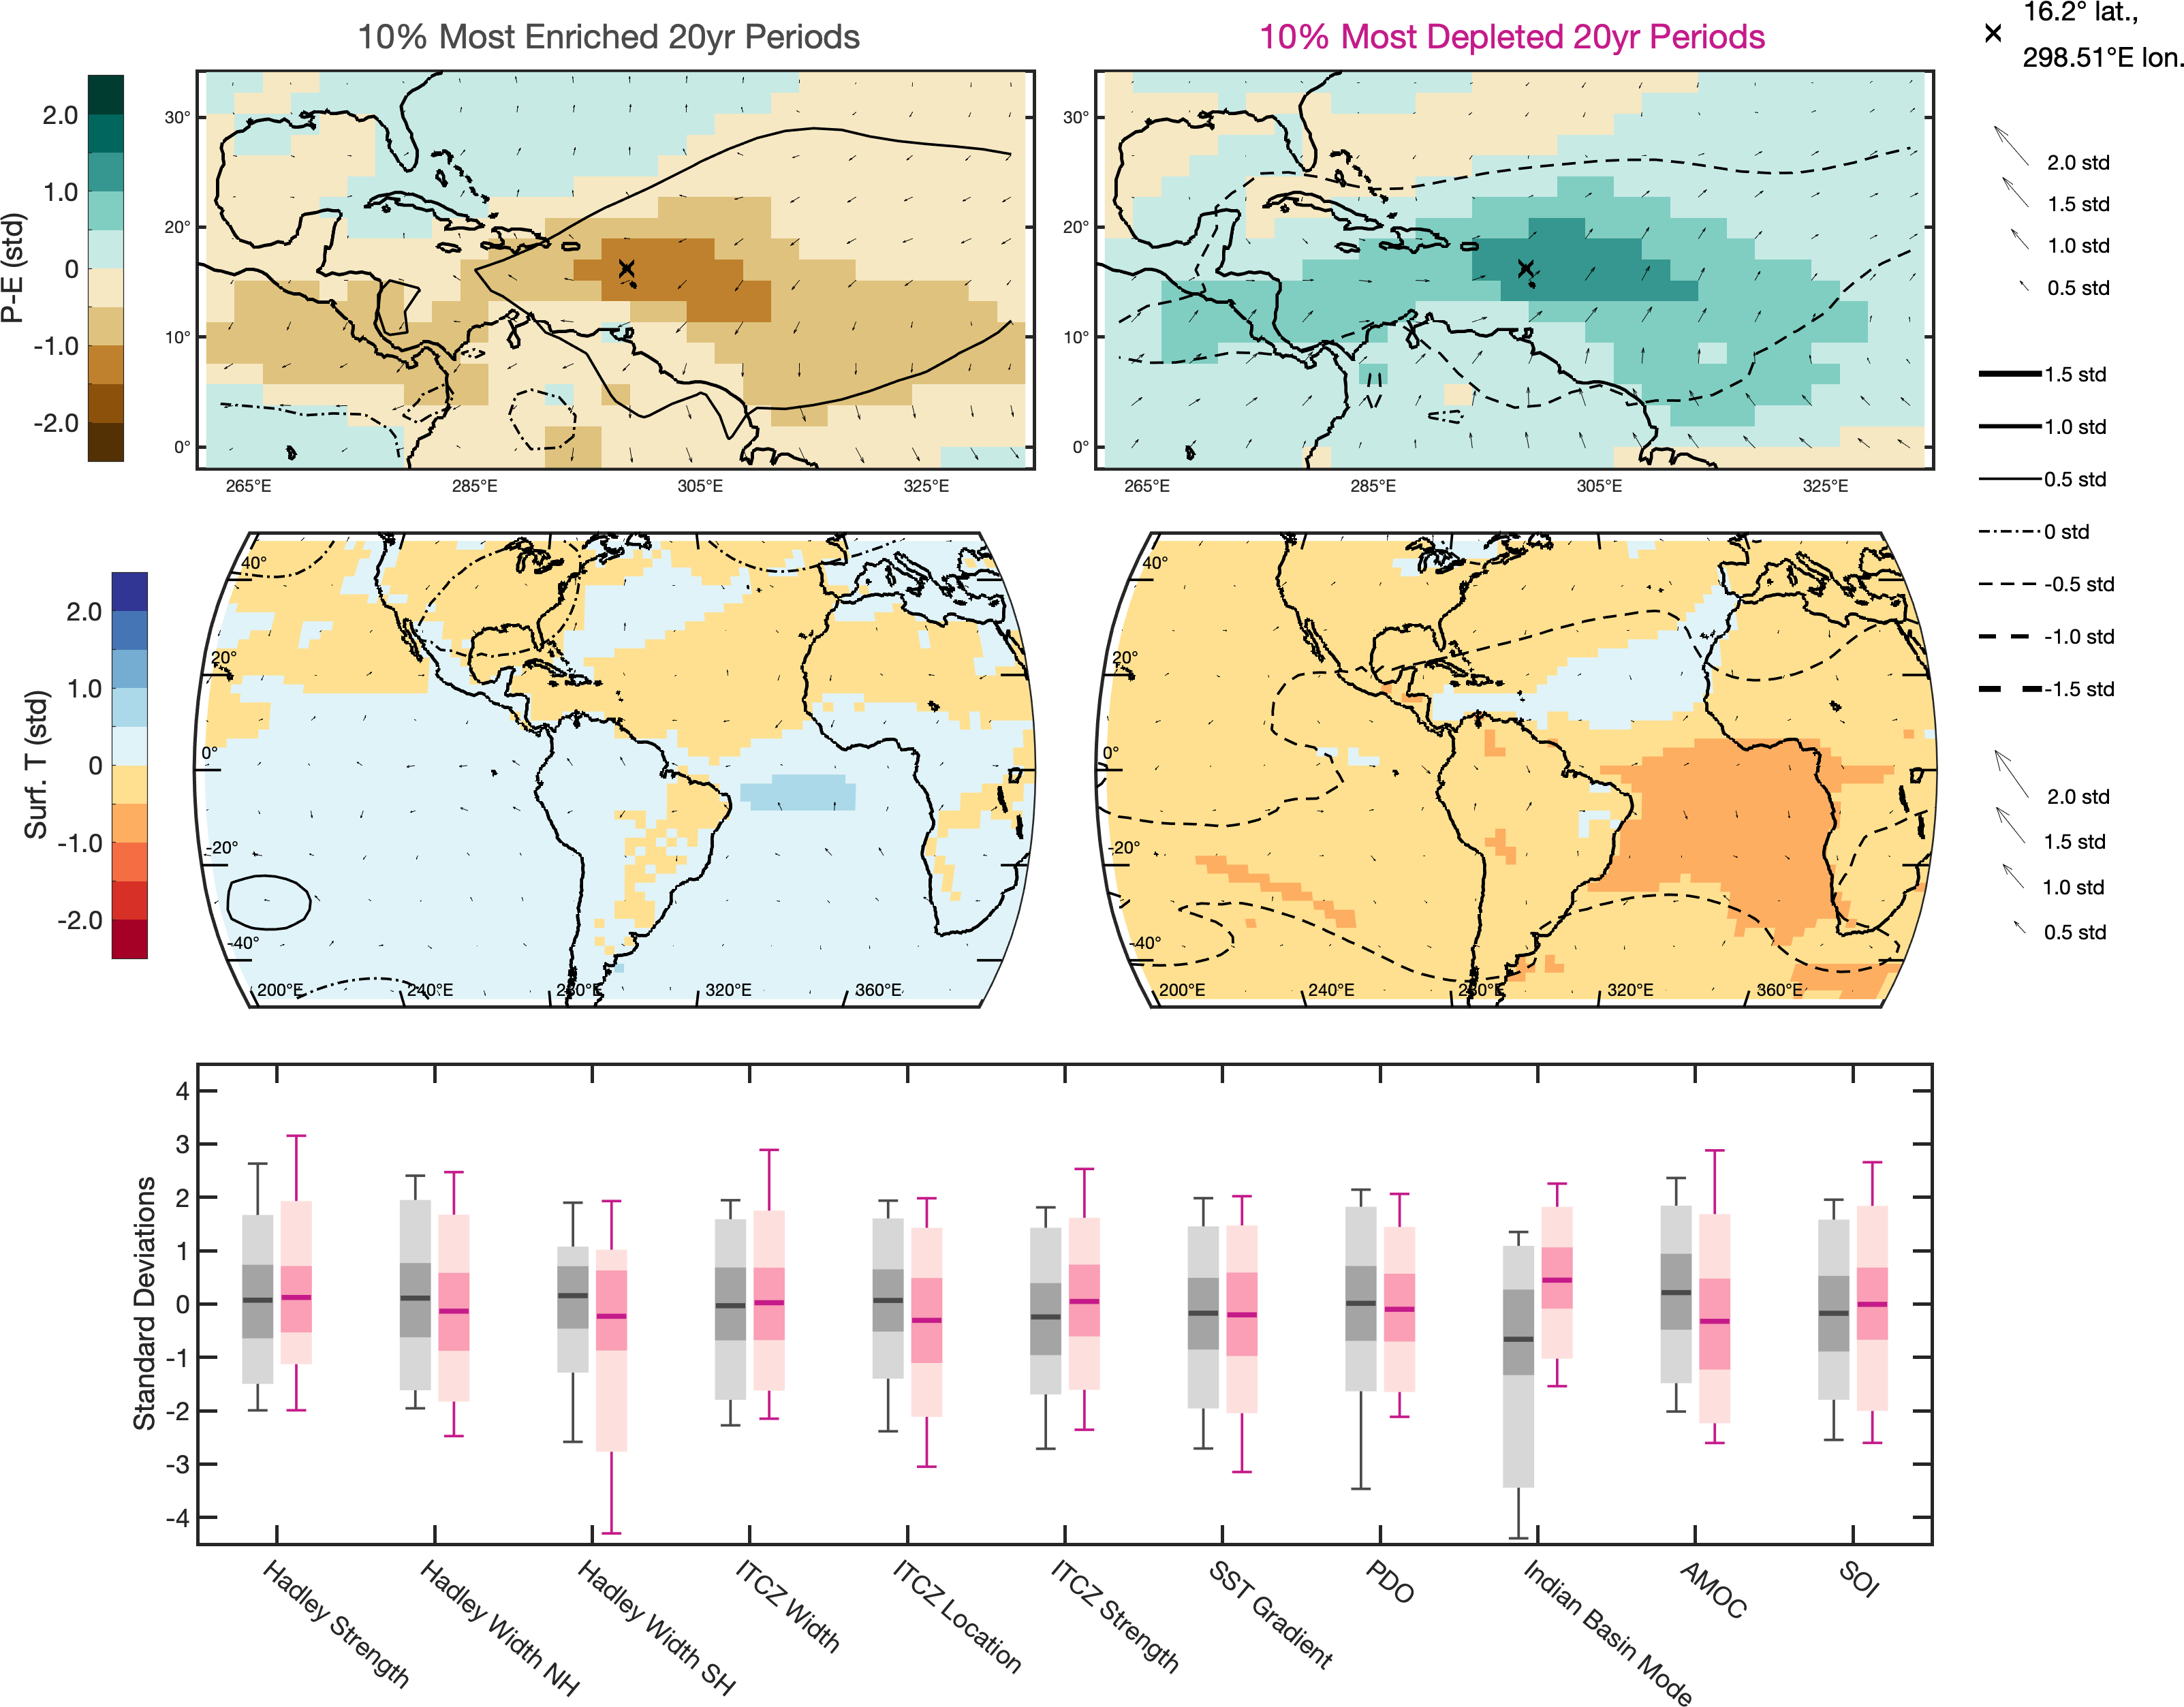 10% Most Enriched 20yr Periods
10% Most Depleted 20yr Periods
16.2° lat.,
298.51°E lon.
P-E (std)
2.0
1.0
0
-1.0
-2.0
30°
20°
10°
0°
265°E
285°E
305°E
325°E
30°
20°
10°
0°
265°E
285°E
305°E
325°E
2.0 std
1.5 std
1.0 std
0.5 std
1.5 std
1.0 std
0.5 std
0 std
-0.5 std
-1.0 std
-1.5 std
Surf. T (std)
2.0
1.0
0
-1.0
-2.0
40°
20°
0°
-20°
-40°
200°E
240°E
280°E
320°E
360°E
40°
20°
0°
-20°
-40°
200°E
240°E
280°E
320°E
360°E
2.0 std
1.5 std
1.0 std
0.5 std
Standard Deviations
4
3
2
1
0
-1
-2
-3
-4
Hadley Strength
Hadley Width NH
Hadley Width SH
ITCZ Width
ITCZ Location
ITCZ Strength
SST Gradient
PDO
Indian Basin Mode
AMOC
SOI